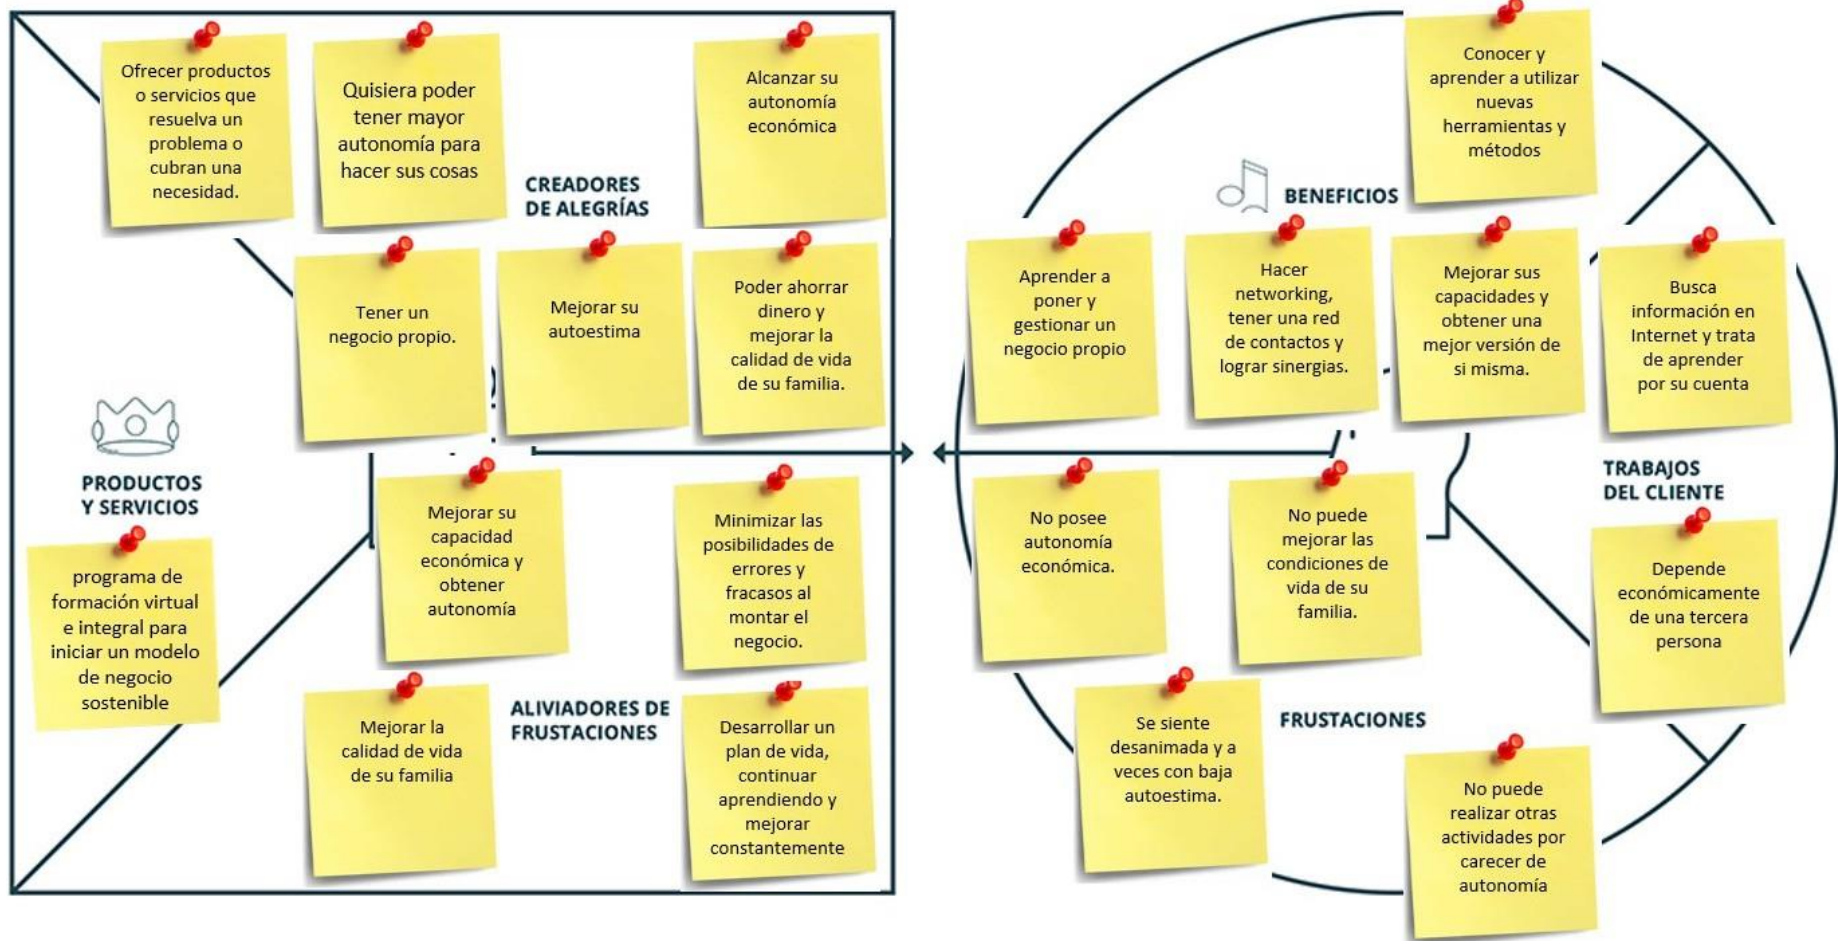 Ofrecer productos
o servicios que
resuelva un
problema o
cubran una
necesidad.
Quisiera poder
tener mayor
autonomía para
hacer sus cosas
Alcanzar su
autonomía
económica
CREADORES
DE ALEGRÍAS
Tener un
negocio propio.
Mejorar su
autoestima
Poder ahorrar
dinero y
mejorar la
calidad de vida
de su familia.
PRODUCTOS
Y SERVICIOS
programa de
formación virtual
e integral para
iniciar un modelo
de negocio
sostenible
Mejorar su
capacidad
económica y
obtener
autonomía
Minimizar las
posibilidades de
errores y
fracasos al
montar el
negocio.
Mejorar la
calidad de vida
de su familia
ALIVIADORES DE
FRUSTACIONES
Desarrollar un
plan de vida,
continuar
aprendiendo y
mejorar
constantemente
Conocer y
aprender a utilizar
nuevas
herramientas y
métodos
BENEFICIOS
Aprender a
poner y
gestionar un
negocio propio
Hacer
networking,
tener una red
de contactos y
lograr sinergias.
Mejorar sus
capacidades y
obtener una
mejor versión de
si misma.
Busca
información en
Internet y trata
de aprender
por su cuenta
TRABAJOS
DEL CLIENTE
No posee
autonomía
económica.
No puede
mejorar las
condiciones de
vida de su
familia.
Depende
económicamente
de una tercera
persona
Se siente
desanimada y a
veces con baja
autoestima.
FRUSTACIONES
No puede
realizar otras
actividades por
carecer de
autonomía